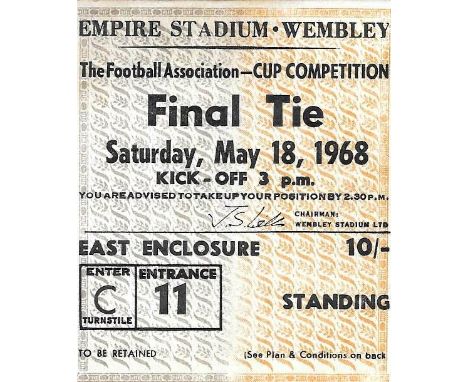 EMPIRE STADIUM • WEMBLEY
The Football Association—CUP COMPETITION
Final Tie
Saturday, May 18, 1968
KICK-OFF 3 p.m.
YOU ARE ADVISED TO TAKE UP YOUR POSITION BY 2.30 P.M.
CHAIRMAN:
WEMBLEY STADIUM LTD
EAST ENCLOSURE 10/-
ENTER
C
TURNSTILE
ENTRANCE
11
STANDING
TO BE RETAINED
(See Plan & Conditions on back